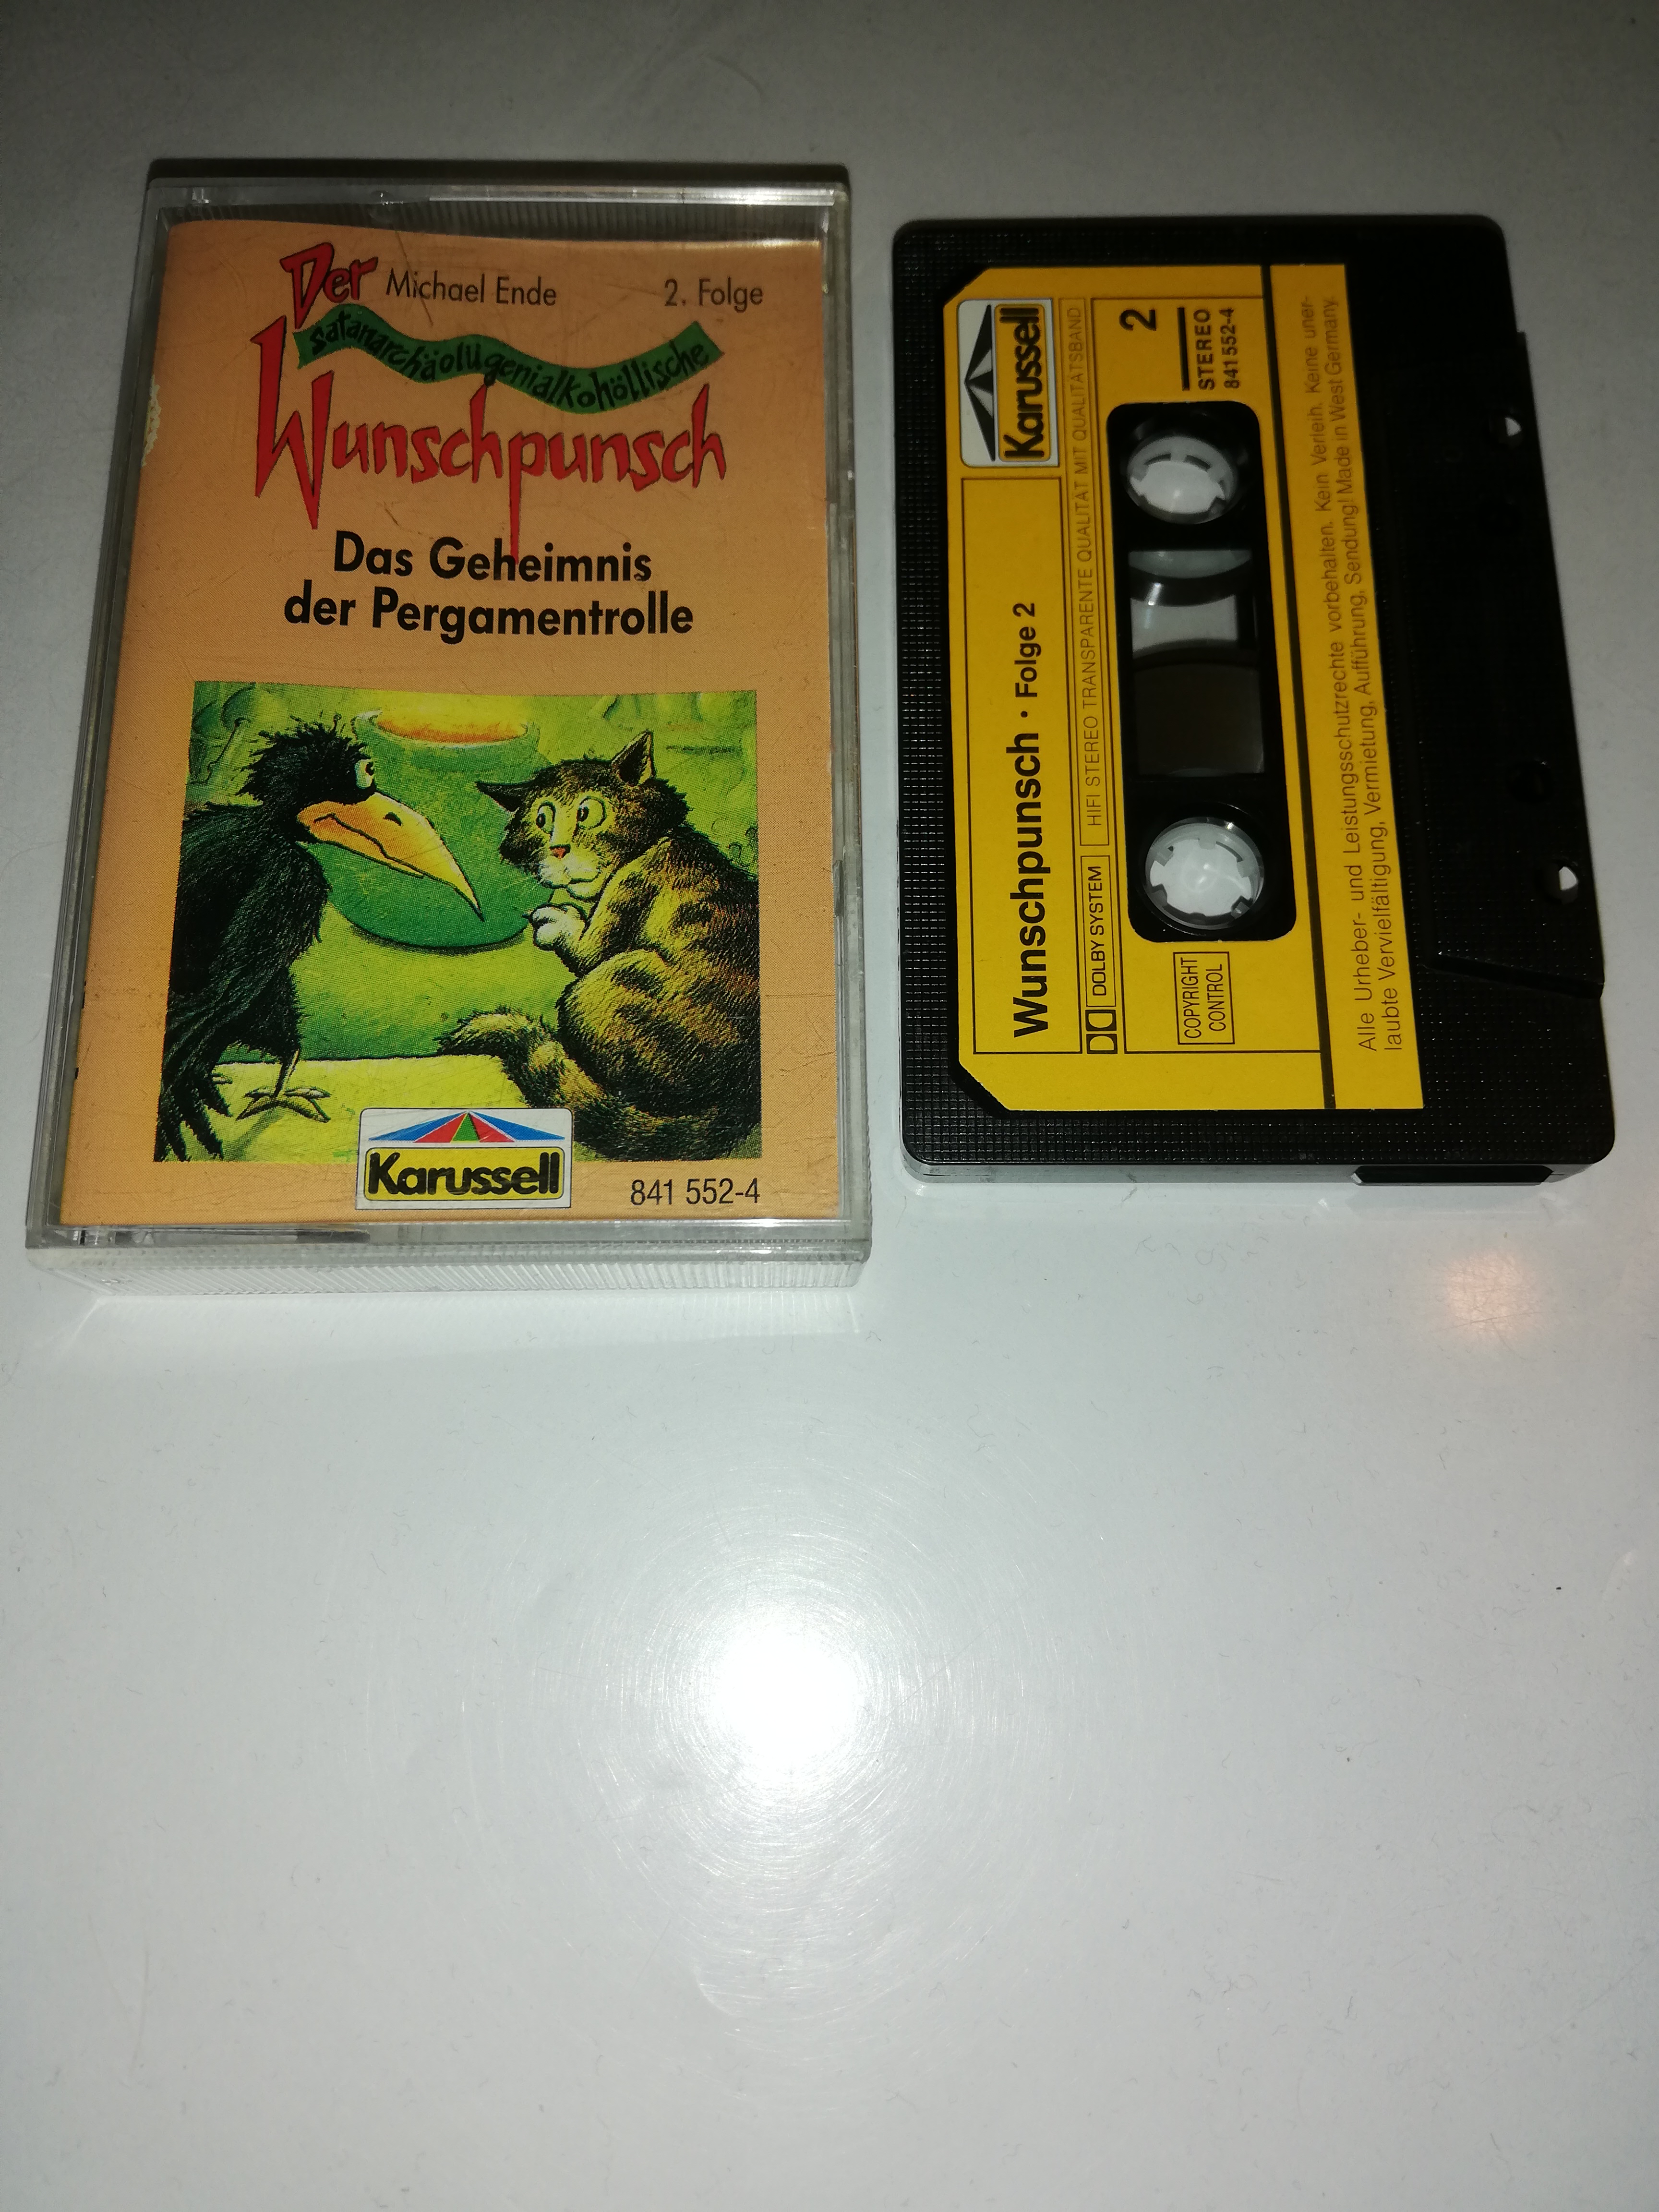 Der Michael Ende 2. Folge
satanarchäolügenialkohöllische
Wunschpunsch
Das Geheimnis
der Pergamentrolle
Karussell
841 552-4
Karussell
Wunschpunsch · Folge 2
DOLBY SYSTEM HIFI STEREO TRANSPARENTE QUALITÄT MIT QUALITÄTSBAND
2
STEREO
841 552-4
COPYRIGHT
CONTROL
Alle Urheber- und Leistungsschutzrechte vorbehalten. Kein Verleih. Keine uner-
laubte Vervielfältigung, Vermietung, Aufführung, Sendung! Made in West Germany